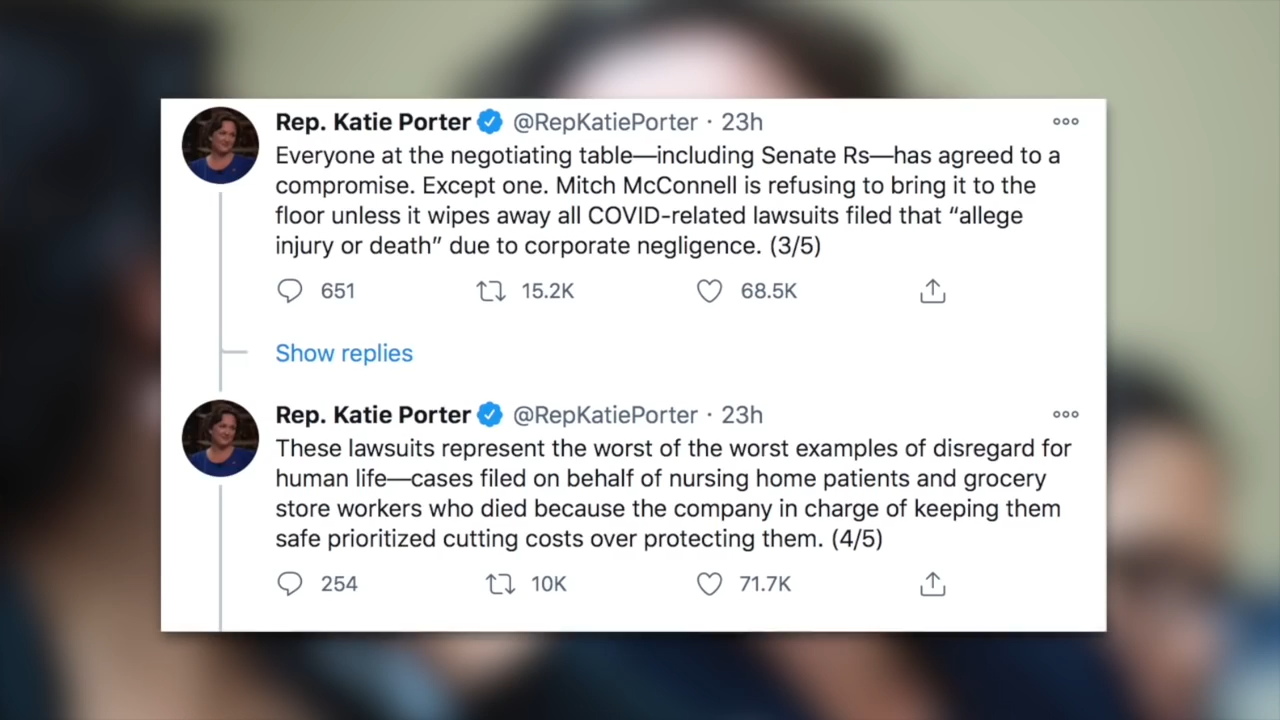 Rep. Katie Porter @RepKatiePorter · 23h
Everyone at the negotiating table—including Senate Rs—has agreed to a
compromise. Except one. Mitch McConnell is refusing to bring it to the
floor unless it wipes away all COVID-related lawsuits filed that “allege
injury or death” due to corporate negligence. (3/5)
651 15.2K 68.5K
Show replies
Rep. Katie Porter @RepKatiePorter · 23h
These lawsuits represent the worst of the worst examples of disregard for
human life—cases filed on behalf of nursing home patients and grocery
store workers who died because the company in charge of keeping them
safe prioritized cutting costs over protecting them. (4/5)
254 10K 71.7K